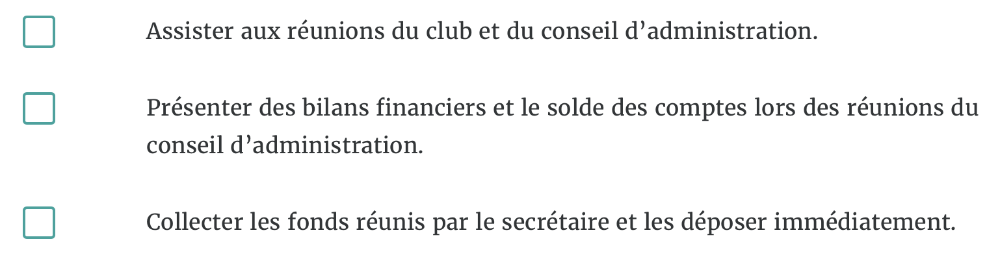 Assister aux réunions du club et du conseil d’administration.
Présenter des bilans financiers et le solde des comptes lors des réunions du
conseil d’administration.
Collecter les fonds réunis par le secrétaire et les déposer immédiatement.